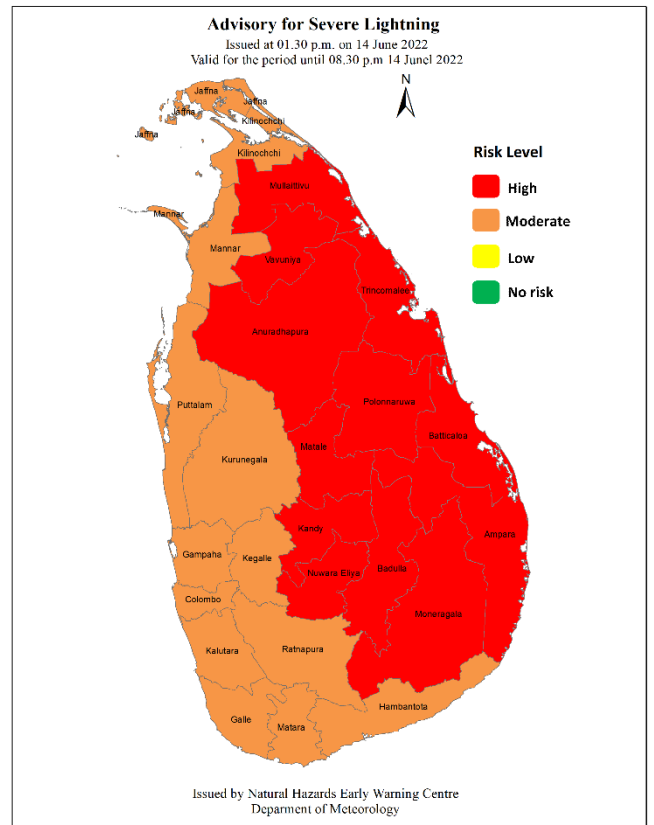 Advisory for Severe Lightning
Issued at 01.30 p.m. on 14 June 2022
Valid for the period until 08.30 p.m 14 Junel 2022
N
Jaffna
Jaffna
Jaffna
Kilinochchi
Jaffna
Kilinochchi
Risk Level
High
Moderate
Low
No risk
Mullaitivu
Mannar
Mannar
Vavuniya
Trincomalee
Anuradhapura
Polonnaruwa
Puttalam
Batticaloa
Matale
Kurunegala
Kandy
Ampara
Gampaha
Kegalle
Nuwara Eliya
Badulla
Colombo
Moneragala
Kalutara
Ratnapura
Hambantota
Galle
Matara
Issued by Natural Hazards Early Warning Centre
Deparment of Meteorology